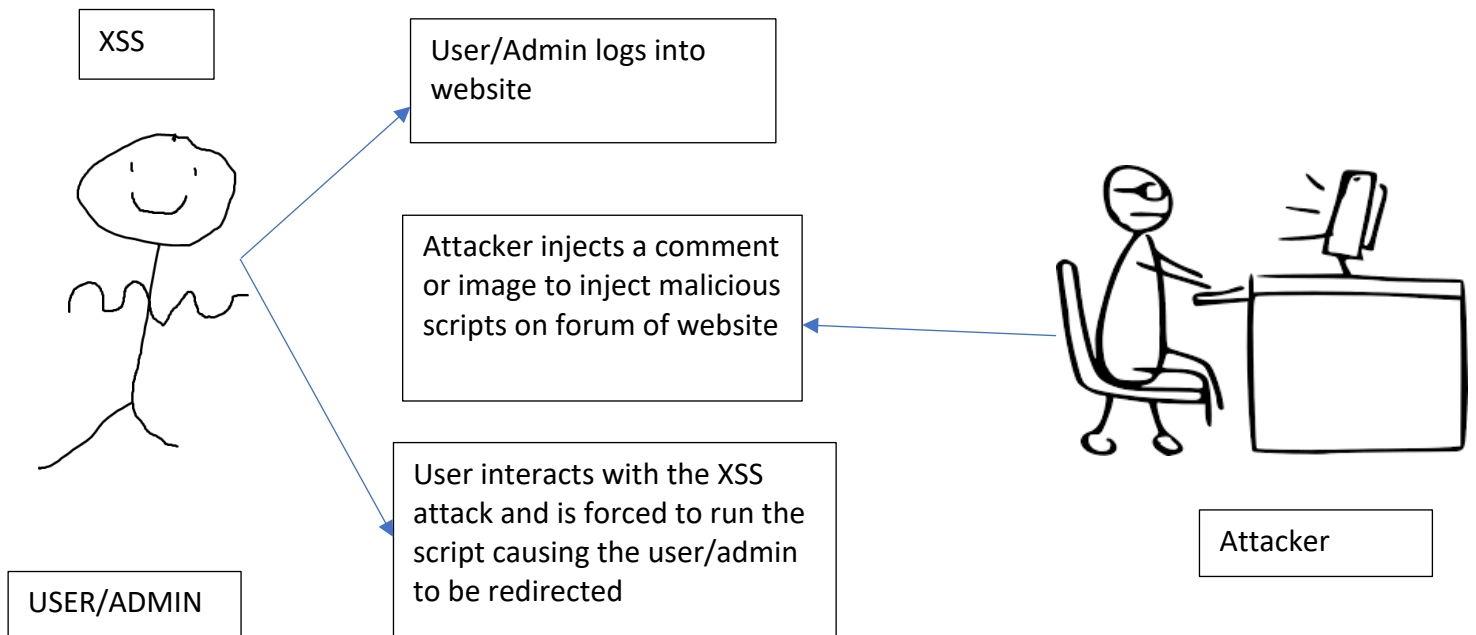 XSS
User/Admin logs into
website
Attacker injects a comment
or image to inject malicious
scripts on forum of website
User interacts with the XSS
attack and is forced to run the
script causing the user/admin
to be redirected
Attacker
USER/ADMIN